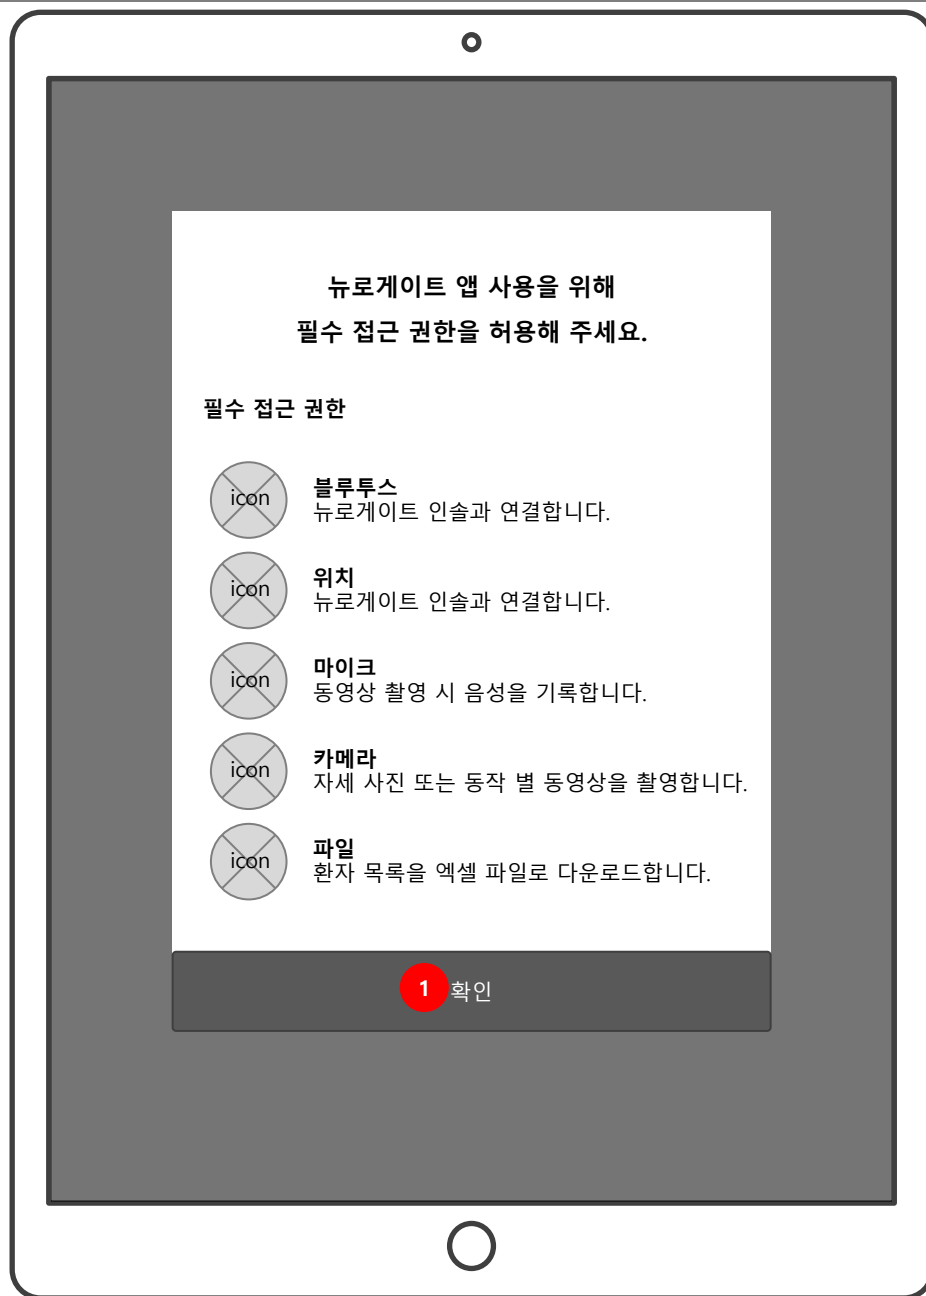 뉴로게이트 앱 사용을 위해
필수 접근 권한을 허용해 주세요.
필수 접근 권한
icon
블루투스
뉴로게이트 인솔과 연결합니다.
icon
위치
뉴로게이트 인솔과 연결합니다.
icon
마이크
동영상 촬영 시 음성을 기록합니다.
icon
카메라
자세 사진 또는 동작 별 동영상을 촬영합니다.
icon
파일
환자 목록을 엑셀 파일로 다운로드합니다.
1 확인